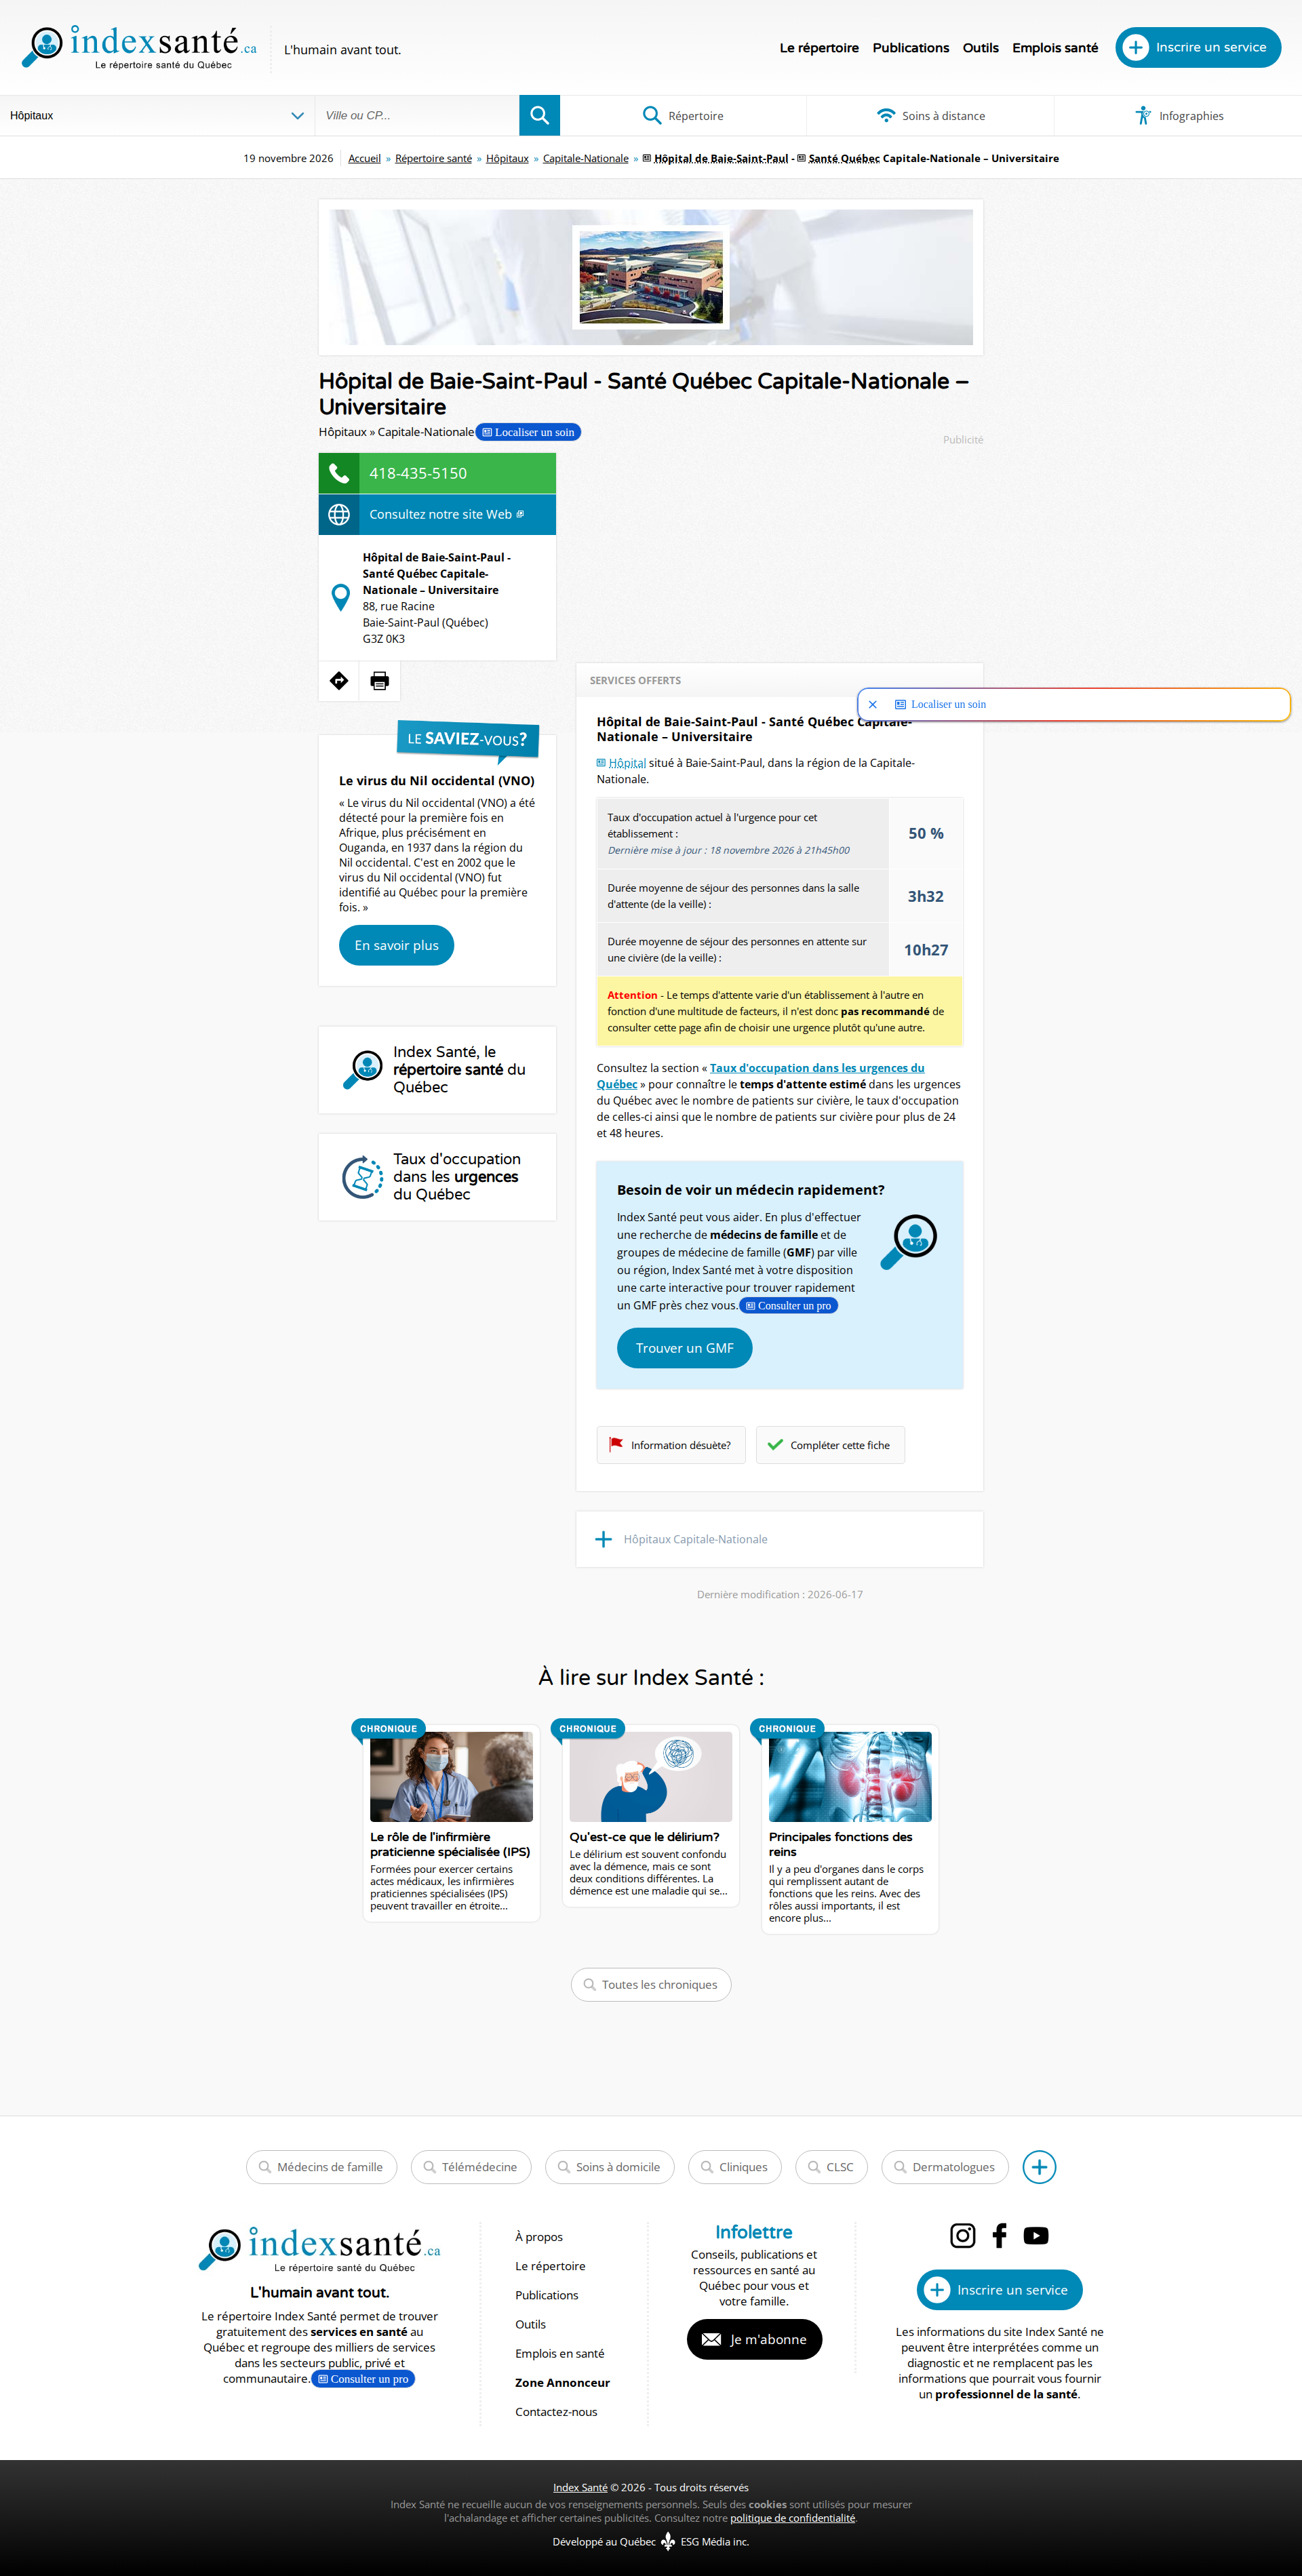 indexsanté.ca
Le répertoire santé du Québec
L'humain avant tout.
Le répertoire
Publications
Outils
Emplois santé
Inscrire un service
Hôpitaux
Ville ou CP...
Répertoire
Soins à distance
Infographies
19 novembre 2026
Accueil » Répertoire santé » Hôpitaux » Capitale-Nationale » Hôpital de Baie-Saint-Paul - Santé Québec Capitale-Nationale – Universitaire
Hôpital de Baie-Saint-Paul - Santé Québec Capitale-Nationale –
Universitaire
Hôpitaux » Capitale-Nationale Localiser un soin
Publicité
418-435-5150
Consultez notre site Web
Hôpital de Baie-Saint-Paul -
Santé Québec Capitale-
Nationale – Universitaire
88, rue Racine
Baie-Saint-Paul (Québec)
G3Z 0K3
LE SAVIEZ-VOUS?
Le virus du Nil occidental (VNO)
« Le virus du Nil occidental (VNO) a été
détecté pour la première fois en
Afrique, plus précisément en
Ouganda, en 1937 dans la région du
Nil occidental. C'est en 2002 que le
virus du Nil occidental (VNO) fut
identifié au Québec pour la première
fois. »
En savoir plus
Index Santé, le
répertoire santé du
Québec
Taux d'occupation
dans les urgences
du Québec
SERVICES OFFERTS
Localiser un soin
Hôpital de Baie-Saint-Paul - Santé Québec Capitale-
Nationale – Universitaire
Hôpital situé à Baie-Saint-Paul, dans la région de la Capitale-
Nationale.
Taux d'occupation actuel à l'urgence pour cet
établissement :
Dernière mise à jour : 18 novembre 2026 à 21h45h00
50 %
Durée moyenne de séjour des personnes dans la salle
d'attente (de la veille) :
3h32
Durée moyenne de séjour des personnes en attente sur
une civière (de la veille) :
10h27
Attention - Le temps d'attente varie d'un établissement à l'autre en
fonction d'une multitude de facteurs, il n'est donc pas recommandé de
consulter cette page afin de choisir une urgence plutôt qu'une autre.
Consultez la section « Taux d'occupation dans les urgences du
Québec » pour connaître le temps d'attente estimé dans les urgences
du Québec avec le nombre de patients sur civière, le taux d'occupation
de celles-ci ainsi que le nombre de patients sur civière pour plus de 24
et 48 heures.
Besoin de voir un médecin rapidement?
Index Santé peut vous aider. En plus d'effectuer
une recherche de médecins de famille et de
groupes de médecine de famille (GMF) par ville
ou région, Index Santé met à votre disposition
une carte interactive pour trouver rapidement
un GMF près chez vous. Consulter un pro
Trouver un GMF
Information désuète?
Compléter cette fiche
Hôpitaux Capitale-Nationale
Dernière modification : 2026-06-17
À lire sur Index Santé :
CHRONIQUE
Le rôle de l'infirmière
praticienne spécialisée (IPS)
Formées pour exercer certains
actes médicaux, les infirmières
praticiennes spécialisées (IPS)
peuvent travailler en étroite...
CHRONIQUE
Qu'est-ce que le délirium?
Le délirium est souvent confondu
avec la démence, mais ce sont
deux conditions différentes. La
démence est une maladie qui se...
CHRONIQUE
Principales fonctions des
reins
Il y a peu d'organes dans le corps
qui remplissent autant de
fonctions que les reins. Avec des
rôles aussi importants, il est
encore plus...
Toutes les chroniques
Médecins de famille
Télémédecine
Soins à domicile
Cliniques
CLSC
Dermatologues
indexsanté.ca
Le répertoire santé du Québec
L'humain avant tout.
Le répertoire Index Santé permet de trouver
gratuitement des services en santé au
Québec et regroupe des milliers de services
dans les secteurs public, privé et
communautaire. Consulter un pro
À propos
Le répertoire
Publications
Outils
Emplois en santé
Zone Annonceur
Contactez-nous
Infolettre
Conseils, publications et
ressources en santé au
Québec pour vous et
votre famille.
Je m'abonne
Inscrire un service
Les informations du site Index Santé ne
peuvent être interprétées comme un
diagnostic et ne remplacent pas les
informations que pourrait vous fournir
un professionnel de la santé.
Index Santé © 2026 - Tous droits réservés
Index Santé ne recueille aucun de vos renseignements personnels. Seuls des cookies sont utilisés pour mesurer
l'achalandage et afficher certaines publicités. Consultez notre politique de confidentialité.
Développé au Québec ESG Média inc.